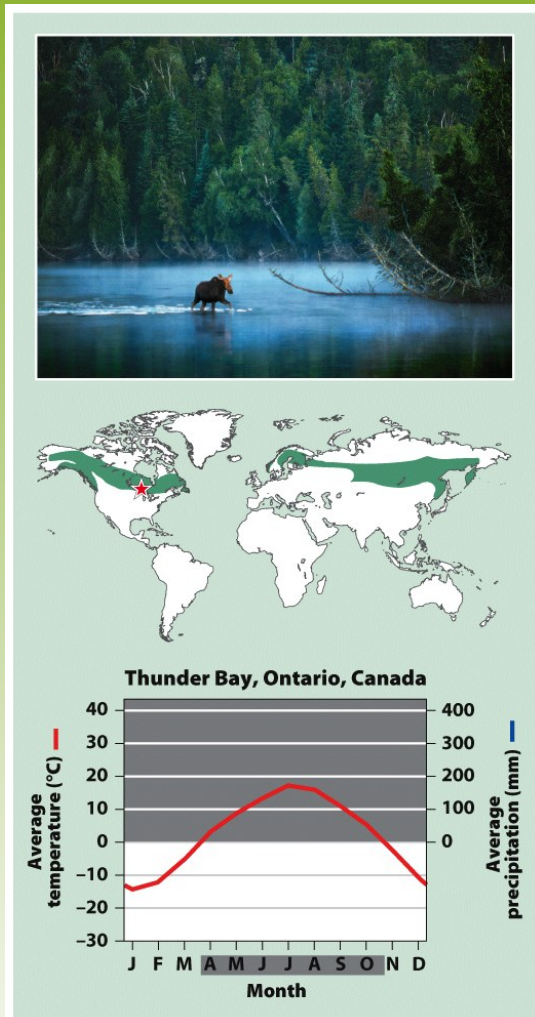 Thunder Bay, Ontario, Canada
Average
temperature (°C)
40
30
20
10
0
–10
–20
–30
400
300
200
100
0
Average
precipitation (mm)
J F M A M J J A S O N D
Month